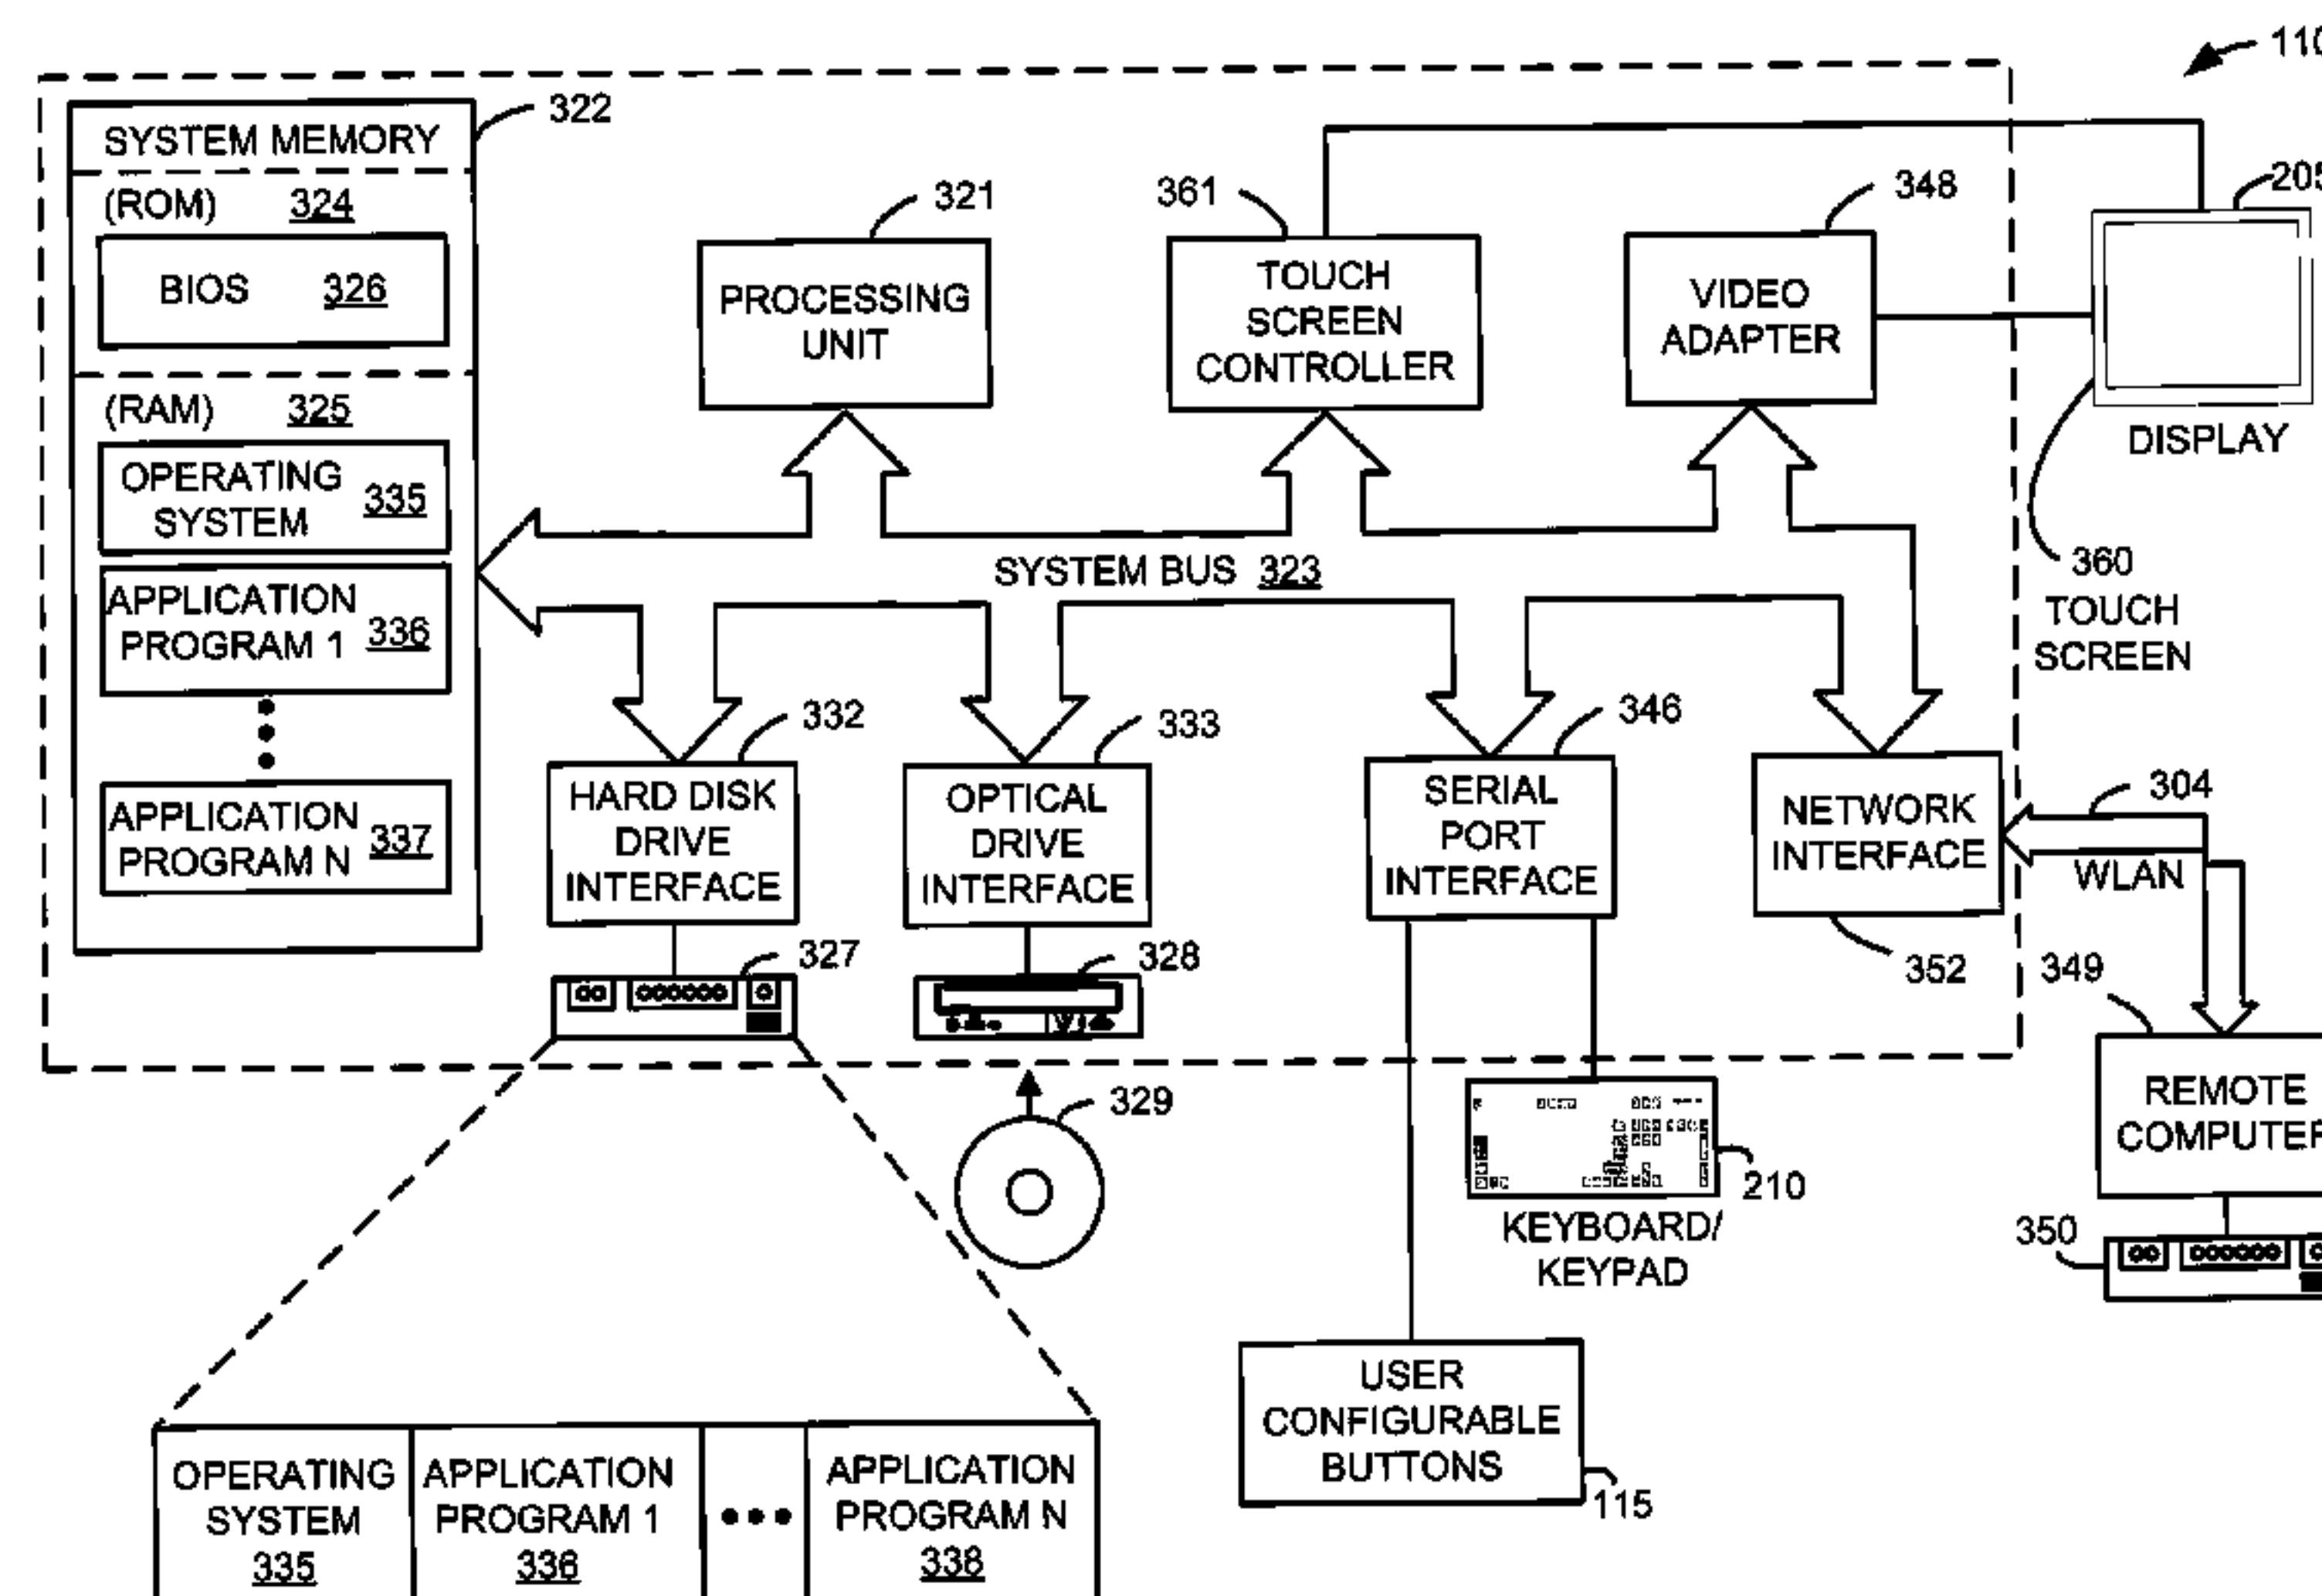 110
322
SYSTEM MEMORY
(ROM) 324
BIOS 326
(RAM) 325
OPERATING
SYSTEM 335
APPLICATION
PROGRAM 1 336
APPLICATION
PROGRAM N 337
321
PROCESSING
UNIT
361
TOUCH
SCREEN
CONTROLLER
348
VIDEO
ADAPTER
205
DISPLAY
360
TOUCH
SCREEN
SYSTEM BUS 323
332
HARD DISK
DRIVE
INTERFACE
333
OPTICAL
DRIVE
INTERFACE
346
SERIAL
PORT
INTERFACE
NETWORK
INTERFACE
352
304
WLAN
327
328
349
REMOTE
COMPUTER
350
329
210
KEYBOARD/
KEYPAD
USER
CONFIGURABLE
BUTTONS
115
OPERATING
SYSTEM
335
APPLICATION
PROGRAM 1
336
APPLICATION
PROGRAM N
338